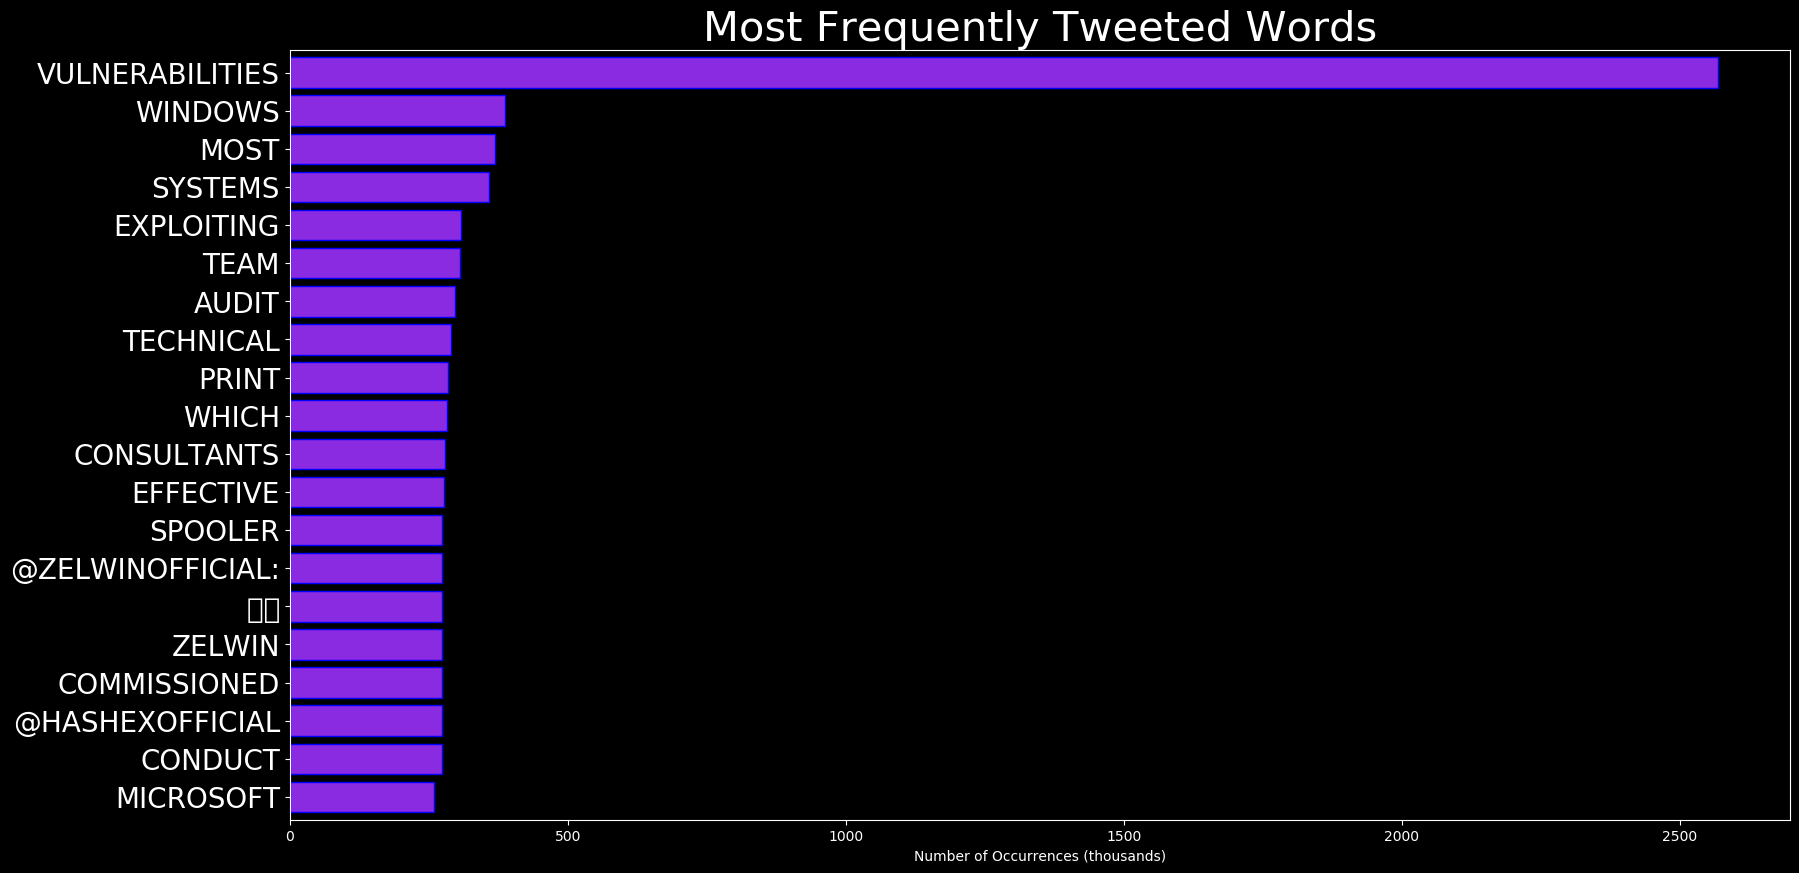 Most Frequently Tweeted Words
VULNERABILITIES
WINDOWS
MOST
SYSTEMS
EXPLOITING
TEAM
AUDIT
TECHNICAL
PRINT
WHICH
CONSULTANTS
EFFECTIVE
SPOOLER
@ZELWINOFFICIAL:
ZELWIN
COMMISSIONED
@HASHEXOFFICIAL
CONDUCT
MICROSOFT
0 500 1000 1500 2000 2500
Number of Occurrences (thousands)